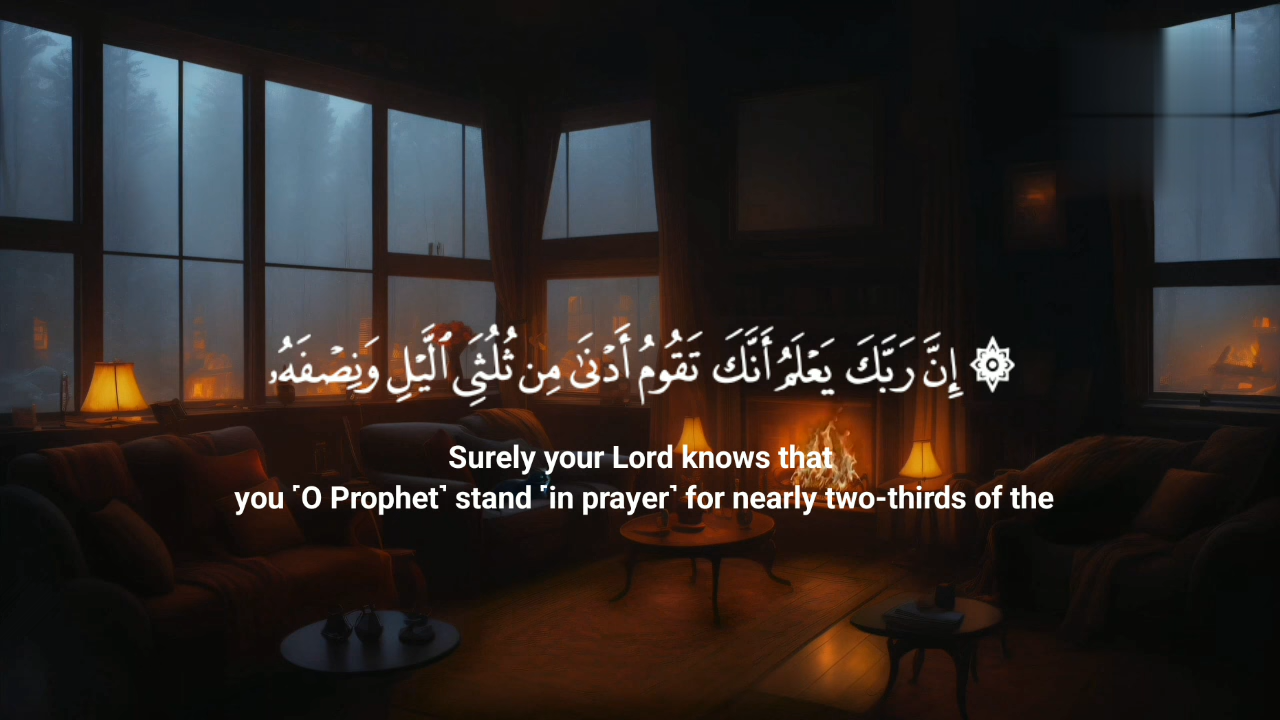 ۞ إِنَّ رَبَّكَ يَعْلَمُ أَنَّكَ تَقُومُ أَدْنَىٰ مِن ثُلُثَىِ ٱلَّيْلِ وَنِصْفَهُۥ
Surely your Lord knows that
you ˹O Prophet˺ stand ˹in prayer˺ for nearly two-thirds of the